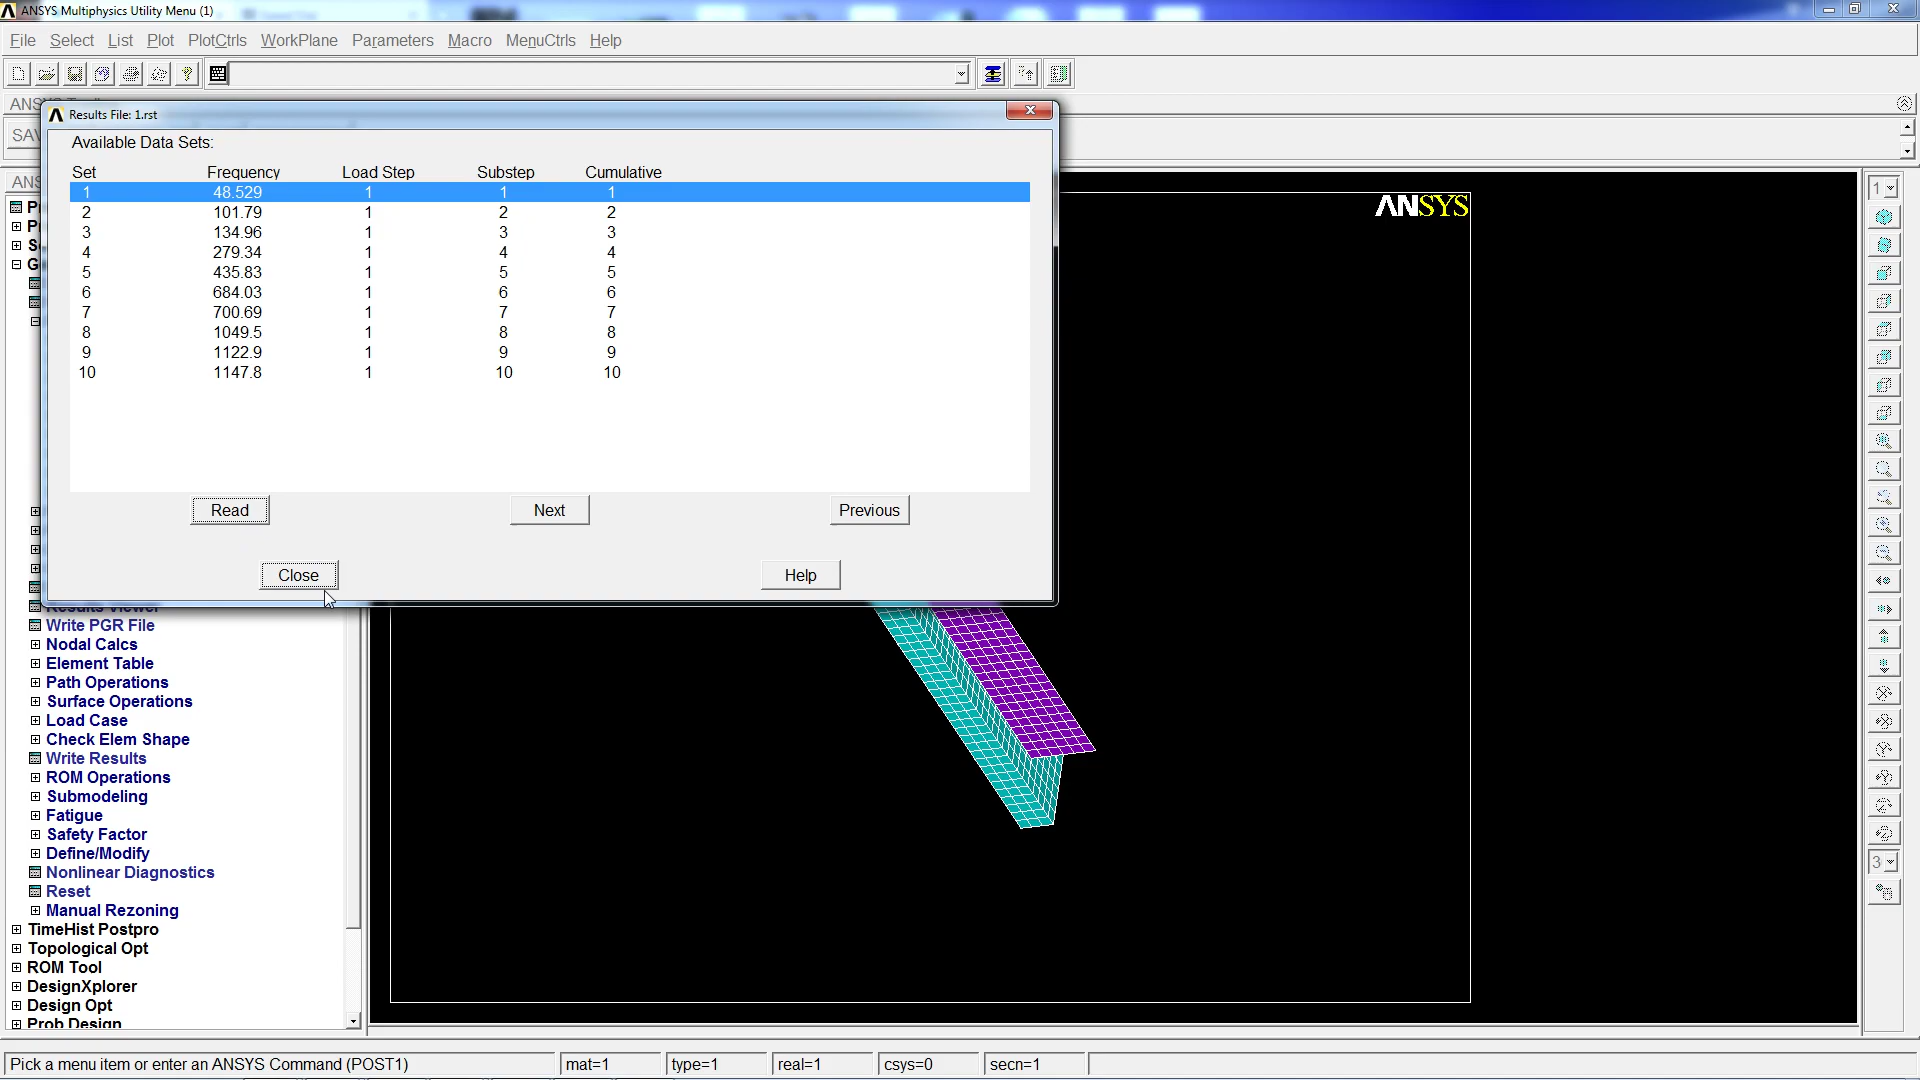 ANSYS Multiphysics Utility Menu (1)
File Select List Plot PlotCtrls WorkPlane Parameters Macro MenuCtrls Help
Results File: 1.rst
Available Data Sets:
Set Frequency Load Step Substep Cumulative
1 48.529 1 1 1
2 101.79 1 2 2
3 134.96 1 3 3
4 279.34 1 4 4
5 435.83 1 5 5
6 684.03 1 6 6
7 700.69 1 7 7
8 1049.5 1 8 8
9 1122.9 1 9 9
10 1147.8 1 10 10
Read Next Previous
Close Help
ANSYS
1
Results Viewer
Write PGR File
Nodal Calcs
Element Table
Path Operations
Surface Operations
Load Case
Check Elem Shape
Write Results
ROM Operations
Submodeling
Fatigue
Safety Factor
Define/Modify
Nonlinear Diagnostics
Reset
Manual Rezoning
TimeHist Postpro
Topological Opt
ROM Tool
DesignXplorer
Design Opt
Prob Design
3
Pick a menu item or enter an ANSYS Command (POST1) mat=1 type=1 real=1 csys=0 secn=1